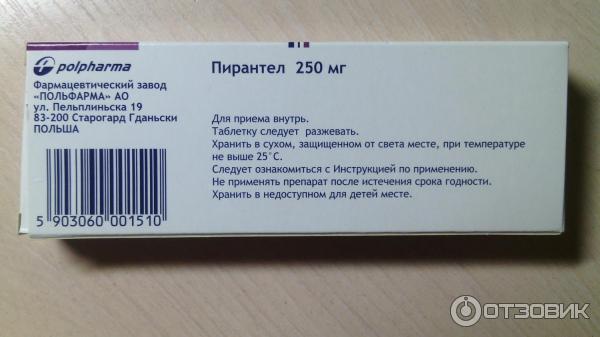 polpharma
Фармацевтический завод
«ПОЛЬФАРМА» АО
ул. Пельплиньска 19
83-200 Старогард Гданьски
ПОЛЬША
5 903060 001510
Пирантел 250 мг
Для приема внутрь.
Таблетку следует разжевать.
Хранить в сухом, защищенном от света месте, при температуре
не выше 25°С.
Следует ознакомиться с Инструкцией по применению.
Не применять препарат после истечения срока годности.
Хранить в недоступном для детей месте.
ОТЗОВИК